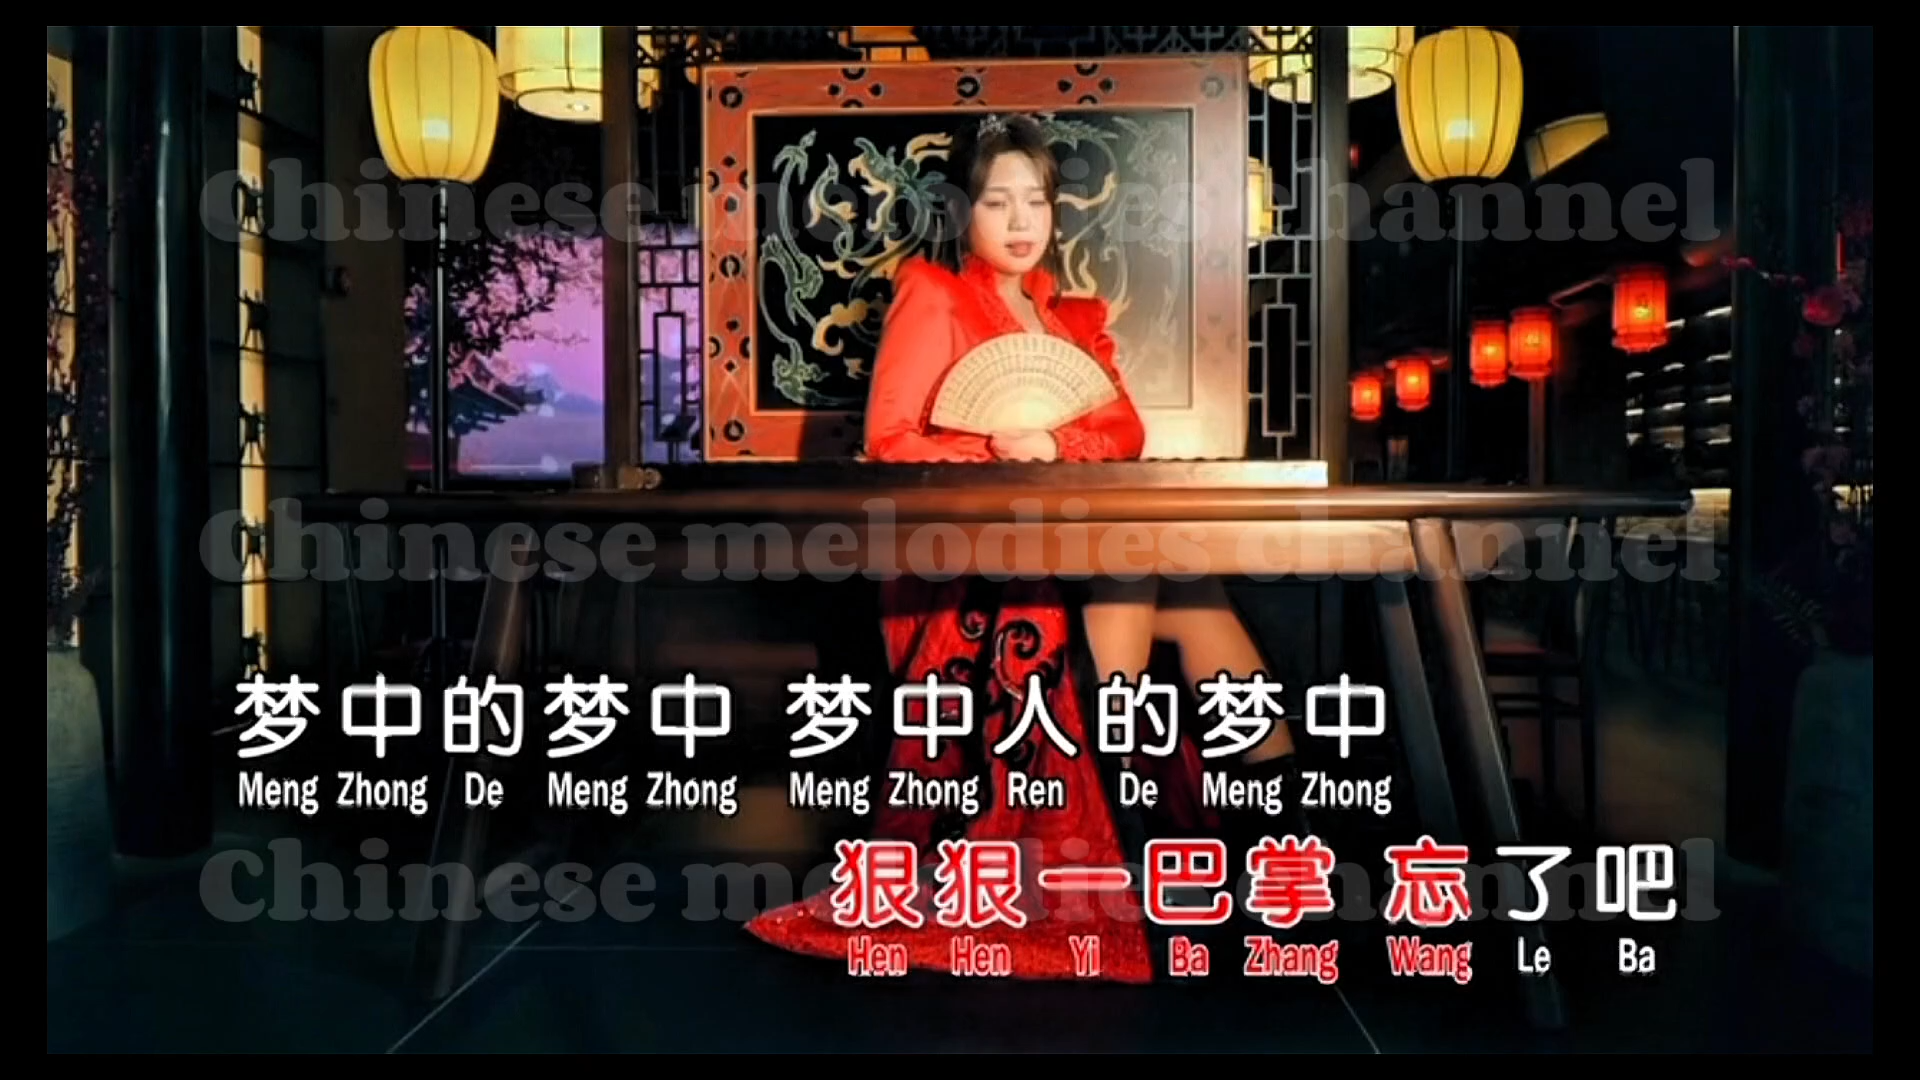 Chinese melodies channel
Chinese melodies channel
梦中的梦中 梦中人的梦中
Meng Zhong De Meng Zhong Meng Zhong Ren De Meng Zhong
Chinese melodies channel
狠狠一巴掌 忘了吧
Hen Hen Yi Ba Zhang Wang Le Ba